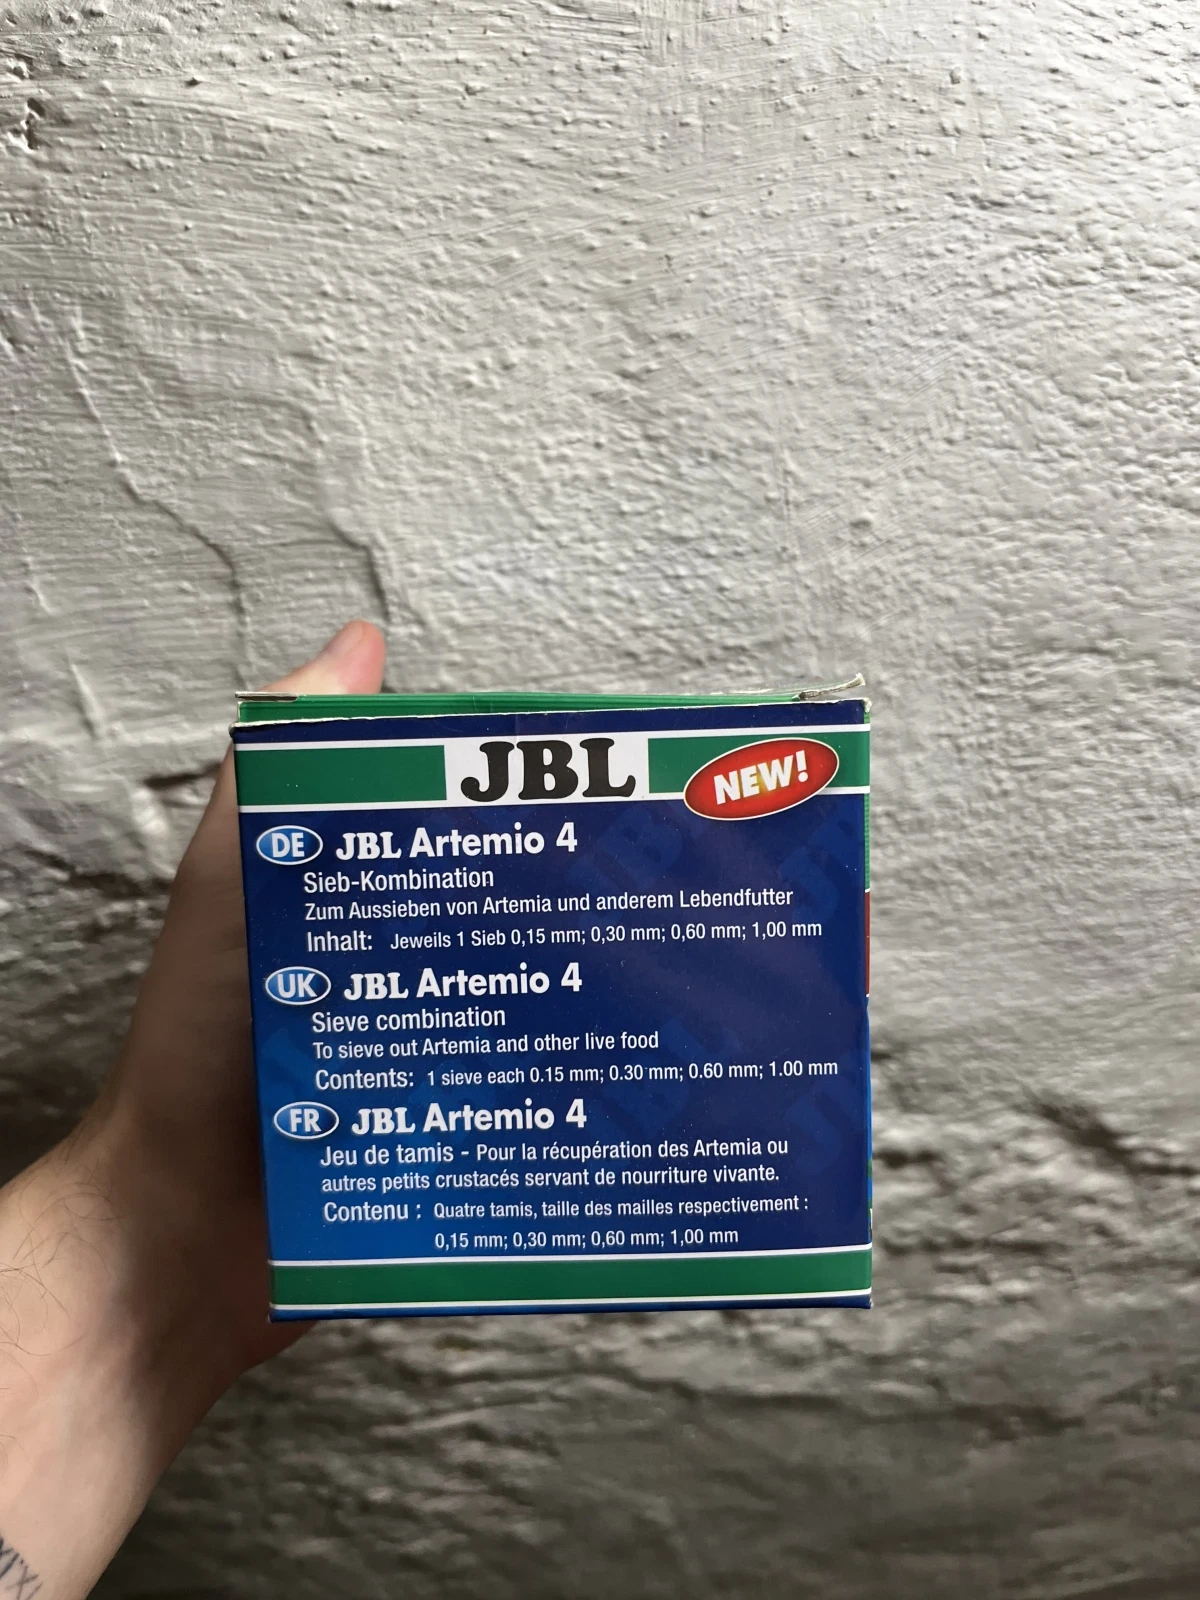 JBL
NEW!
DE JBL Artemio 4
Sieb-Kombination
Zum Aussieben von Artemia und anderem Lebendfutter
Inhalt: Jeweils 1 Sieb 0,15 mm; 0,30 mm; 0,60 mm; 1,00 mm
UK JBL Artemio 4
Sieve combination
To sieve out Artemia and other live food
Contents: 1 sieve each 0.15 mm; 0.30 mm; 0.60 mm; 1.00 mm
FR JBL Artemio 4
Jeu de tamis - Pour la récupération des Artemia ou
autres petits crustacés servant de nourriture vivante.
Contenu : Quatre tamis, taille des mailles respectivement :
0,15 mm; 0,30 mm; 0,60 mm; 1,00 mm